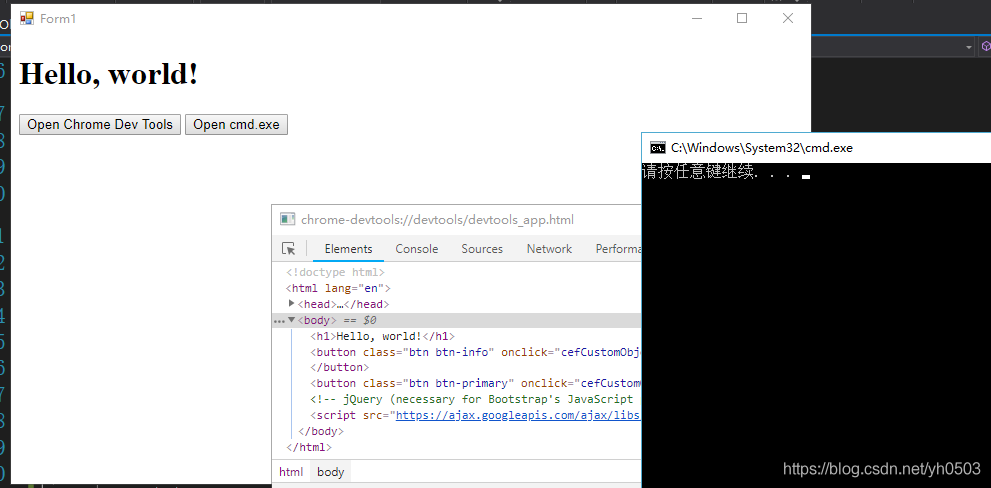 Form1
Hello, world!
Open Chrome Dev Tools Open cmd.exe
C:\Windows\System32\cmd.exe
请按任意键继续. . .
chrome-devtools://devtools/devtools_app.html
Elements Console Sources Network Performa
<!doctype html>
<html lang="en">
<head>…</head>
<body> == $0
<h1>Hello, world!</h1>
<button class="btn btn-info" onclick="cefCustomObj
</button>
<button class="btn btn-primary" onclick="cefCustom
<!-- jQuery (necessary for Bootstrap's JavaScript
<script src="https://ajax.googleapis.com/ajax/libs
</body>
</html>
html body
https://blog.csdn.net/yh0503